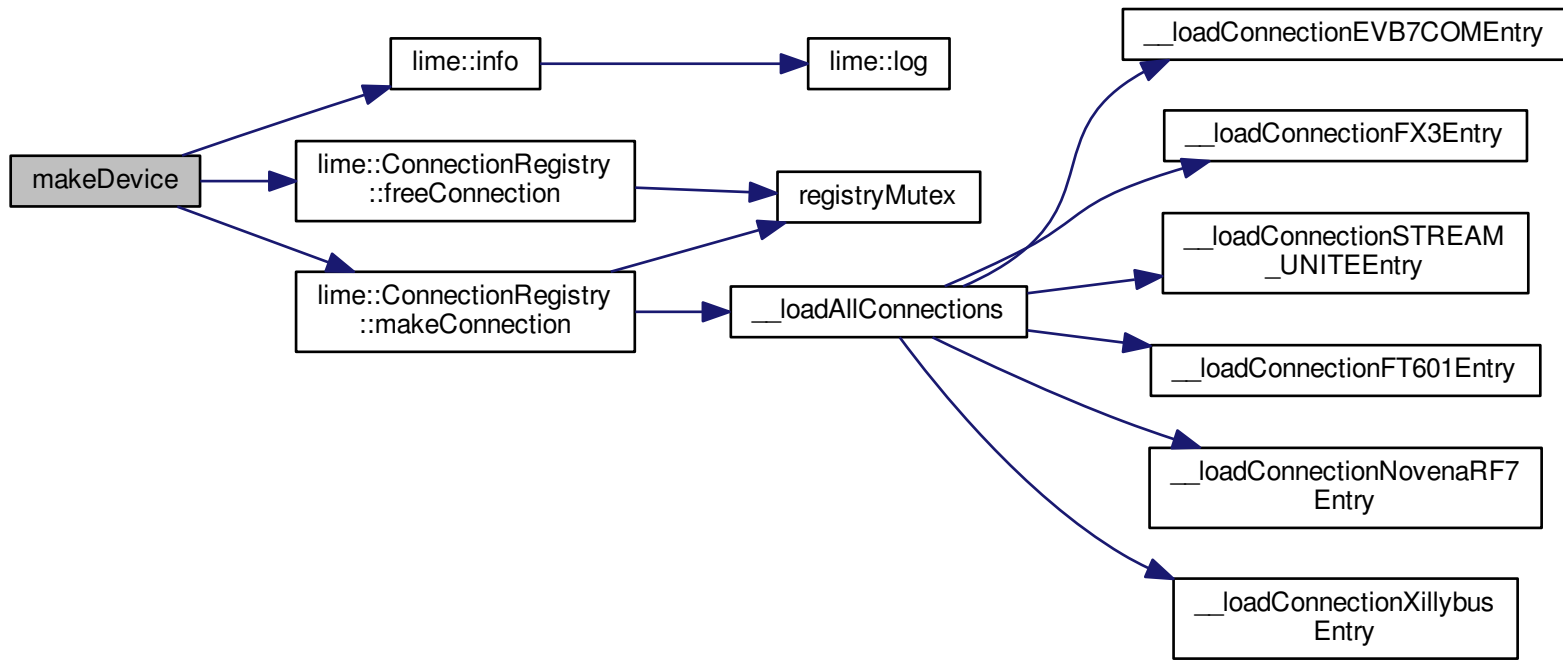 makeDevice
lime::info
lime::log
lime::ConnectionRegistry
::freeConnection
registryMutex
lime::ConnectionRegistry
::makeConnection
__loadAllConnections
__loadConnectionEVB7COMEntry
__loadConnectionFX3Entry
__loadConnectionSTREAM
_UNITEEntry
__loadConnectionFT601Entry
__loadConnectionNovenaRF7
Entry
__loadConnectionXillybus
Entry